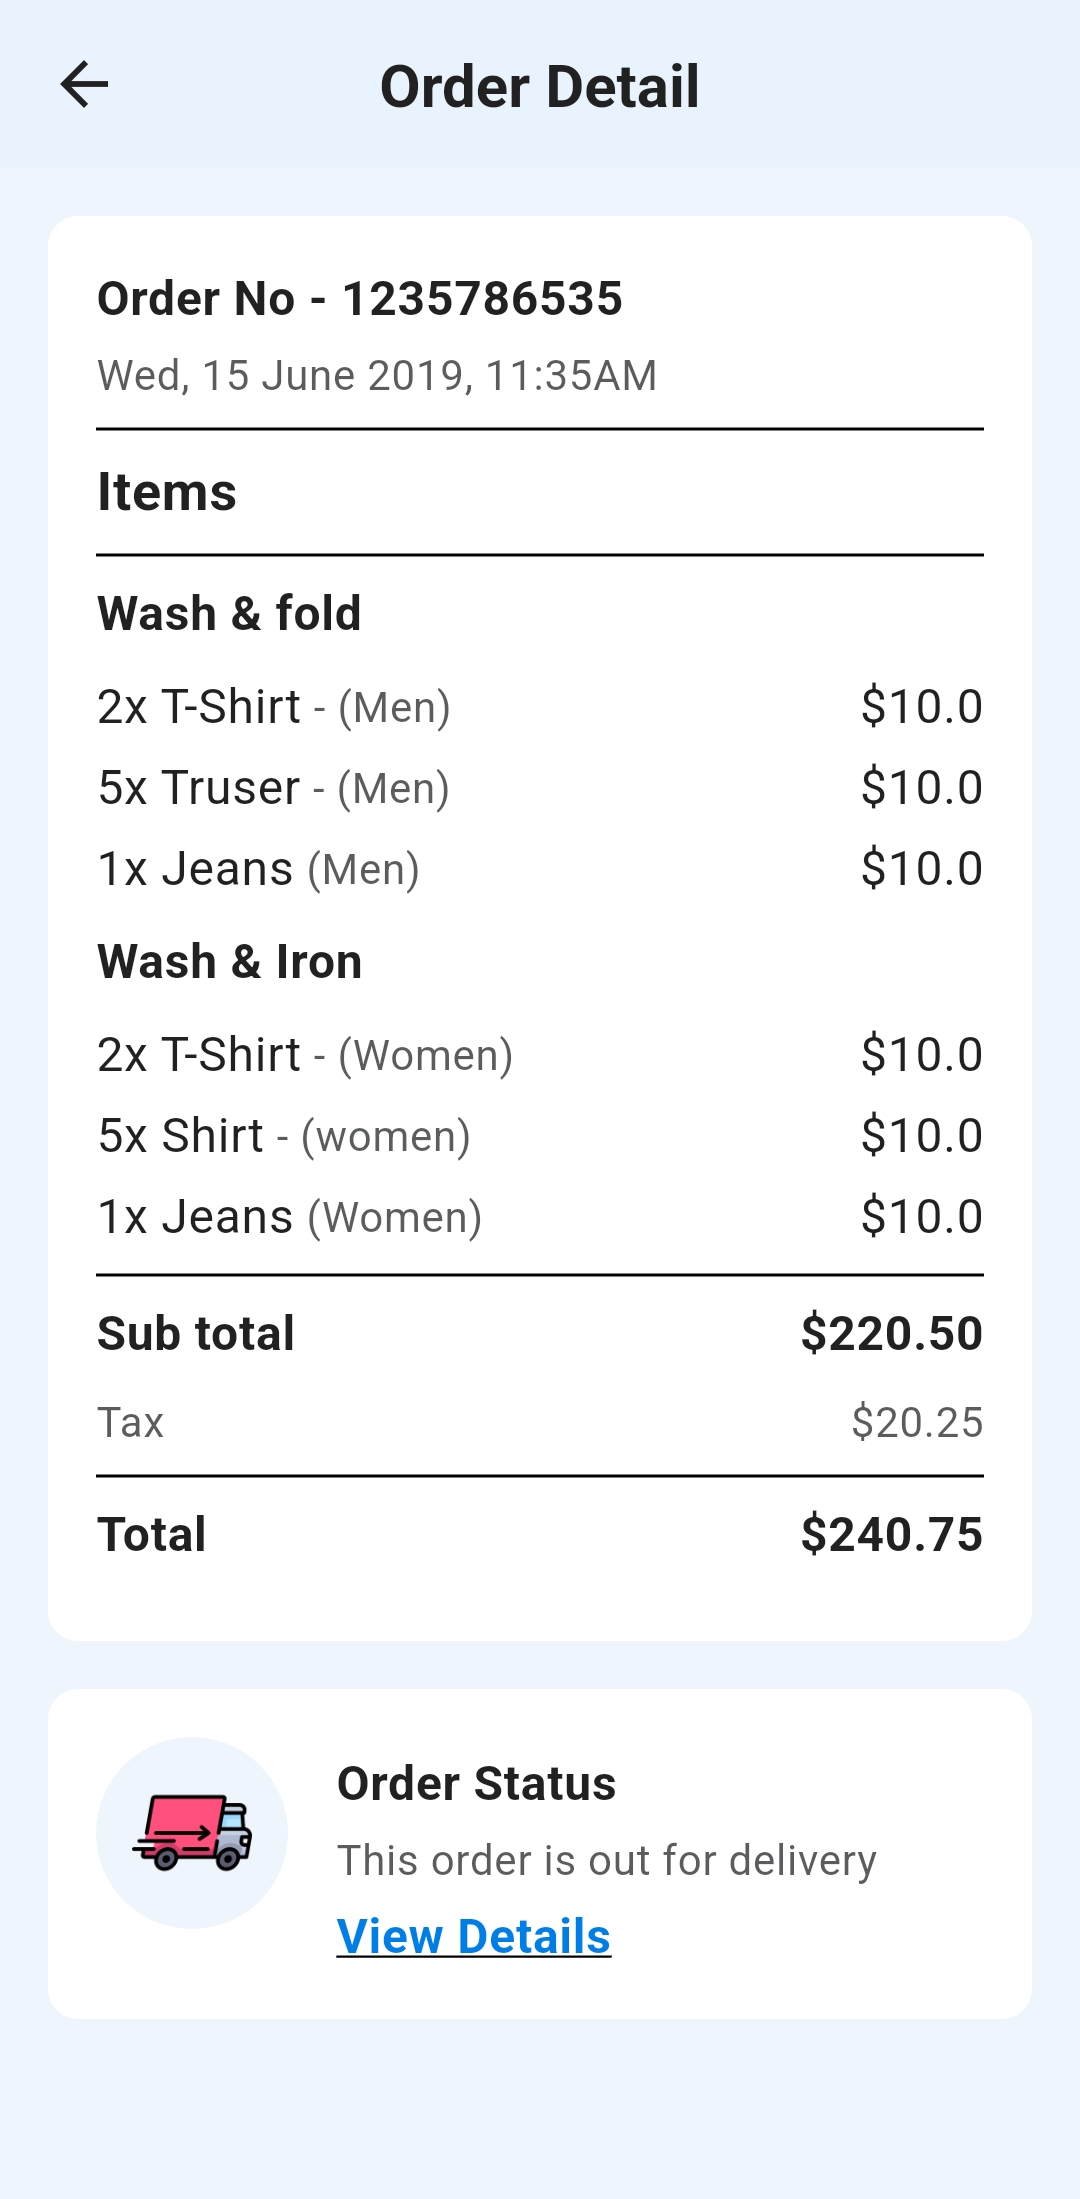 Order Detail
Order No - 1235786535
Wed, 15 June 2019, 11:35AM
Items
Wash & fold
2x T-Shirt - (Men) $10.0
5x Truser - (Men) $10.0
1x Jeans (Men) $10.0
Wash & Iron
2x T-Shirt - (Women) $10.0
5x Shirt - (women) $10.0
1x Jeans (Women) $10.0
Sub total $220.50
Tax $20.25
Total $240.75
Order Status
This order is out for delivery
View Details